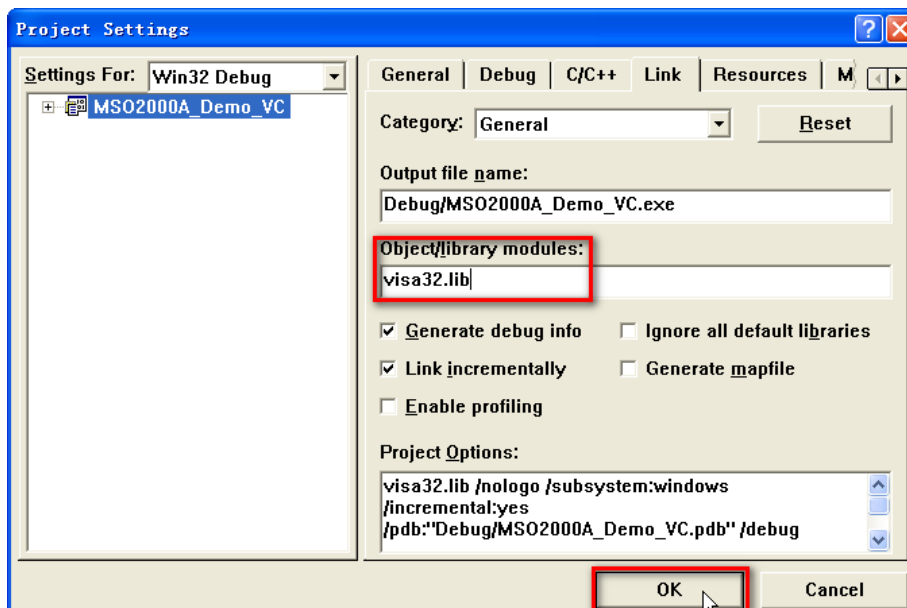 Project Settings
Settings For: Win32 Debug
MSO2000A_Demo_VC
General Debug C/C++ Link Resources M
Category: General Reset
Output file name:
Debug/MSO2000A_Demo_VC.exe
Object/library modules:
visa32.lib
Generate debug info Ignore all default libraries
Link incrementally Generate mapfile
Enable profiling
Project Options:
visa32.lib /nologo /subsystem:windows
/incremental:yes
/pdb:"Debug/MSO2000A_Demo_VC.pdb" /debug
OK Cancel